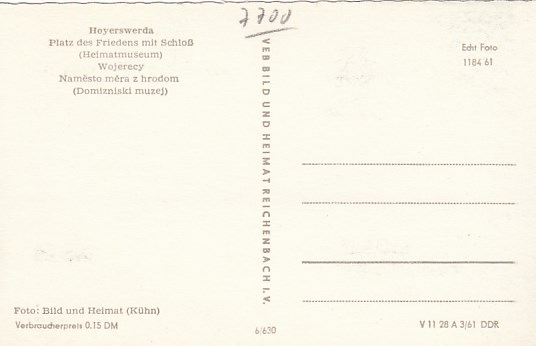 7700
Hoyerswerda
Platz des Friedens mit Schloß
(Heimatmuseum)
Wojerecy
Naměsto měra z hrodom
(Domizniski muzej)
VEB BILD UND HEIMAT REICHENBACH I.V.
Echt Foto
1184 61
Foto: Bild und Heimat (Kühn)
Verbraucherpreis 0.15 DM
6/630
V 11 28 A 3/61 DDR